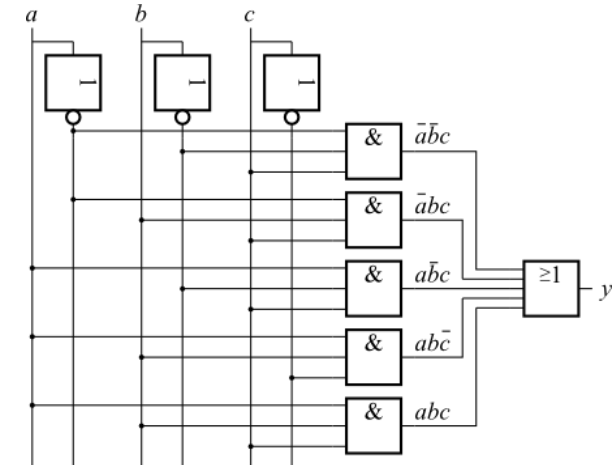 a b c
1 1 1
& āb̄c
& ābc
≥1 y
& ab̄c
& abc̄
& abc